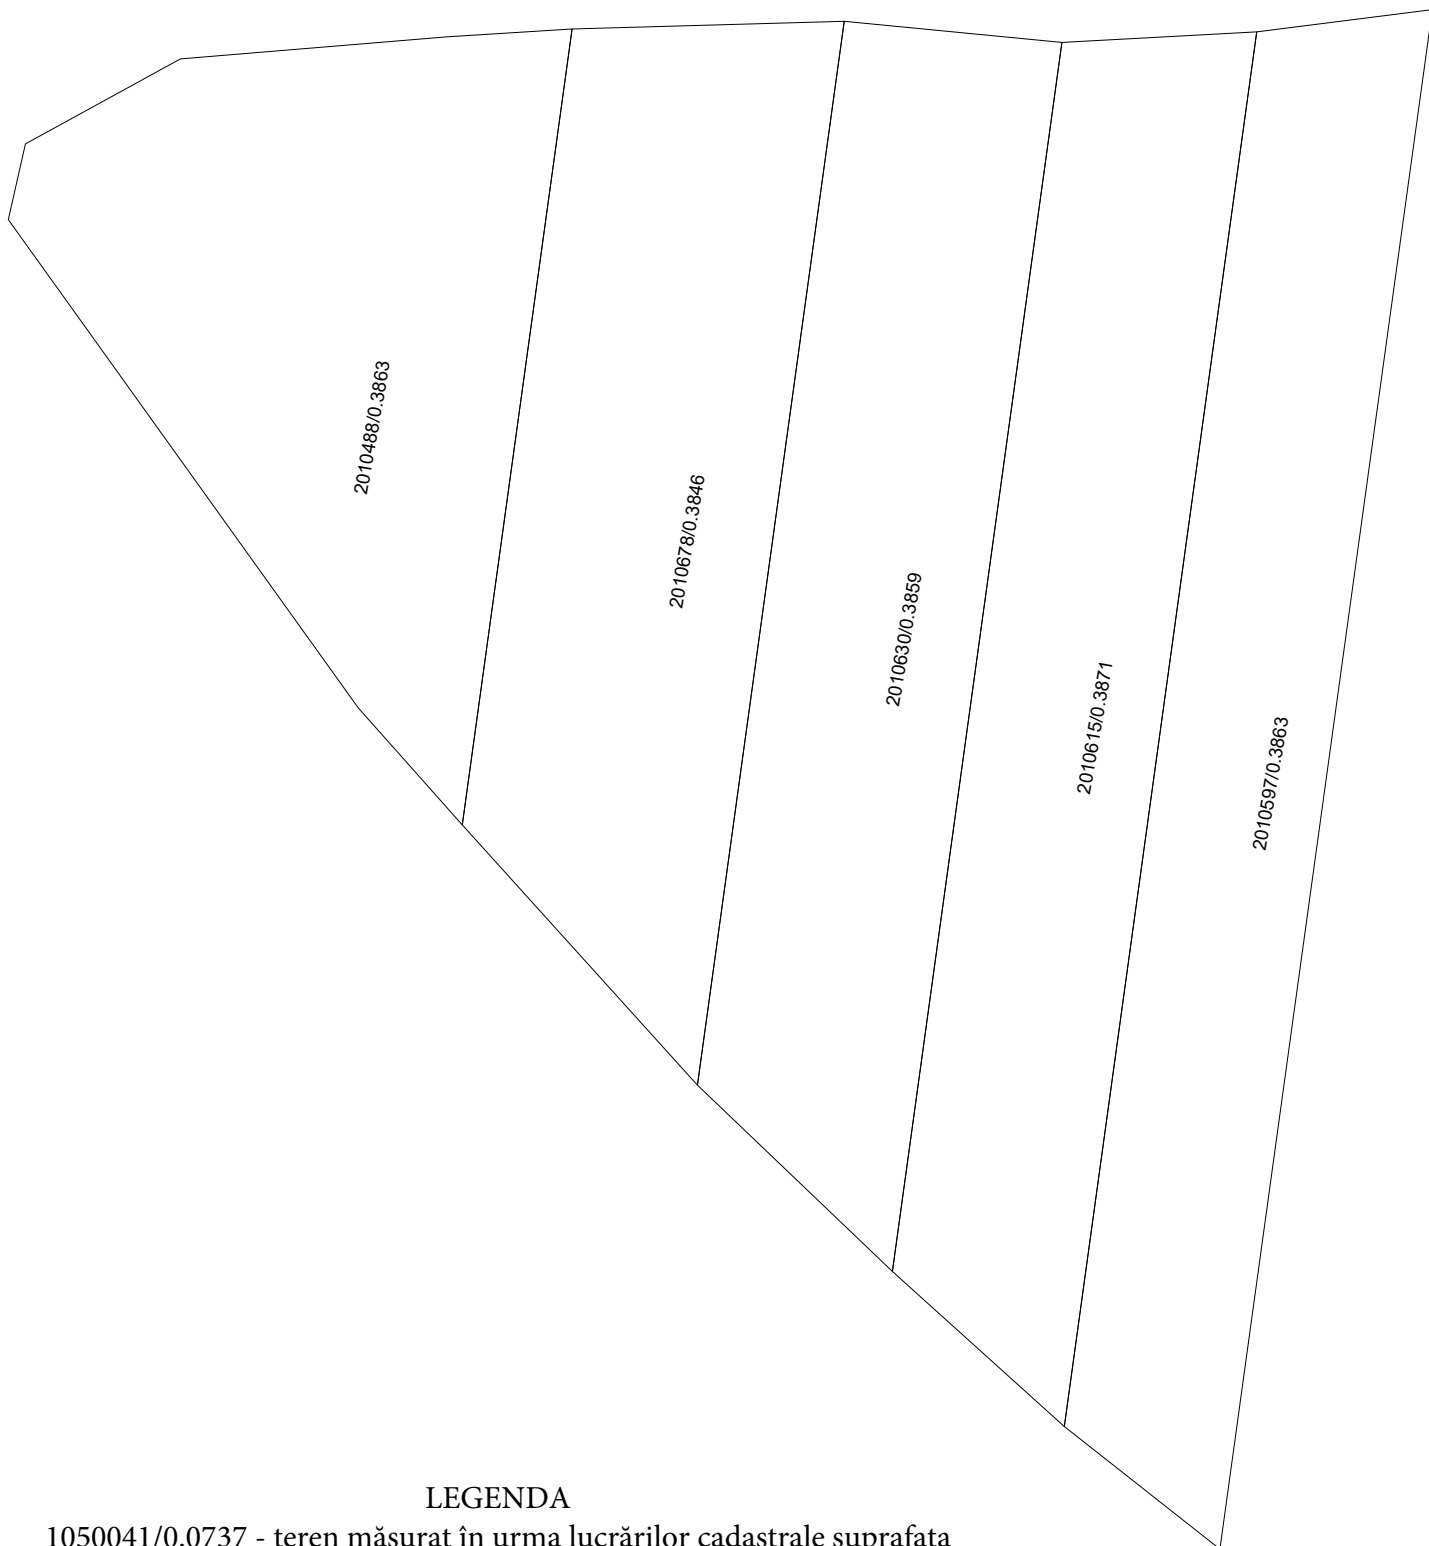 2010488/0.3863
2010678/0.3846
2010630/0.3859
2010615/0.3871
2010597/0.3863
LEGENDA
1050041/0.0737 - teren măsurat în urma lucrărilor cadastrale suprafata